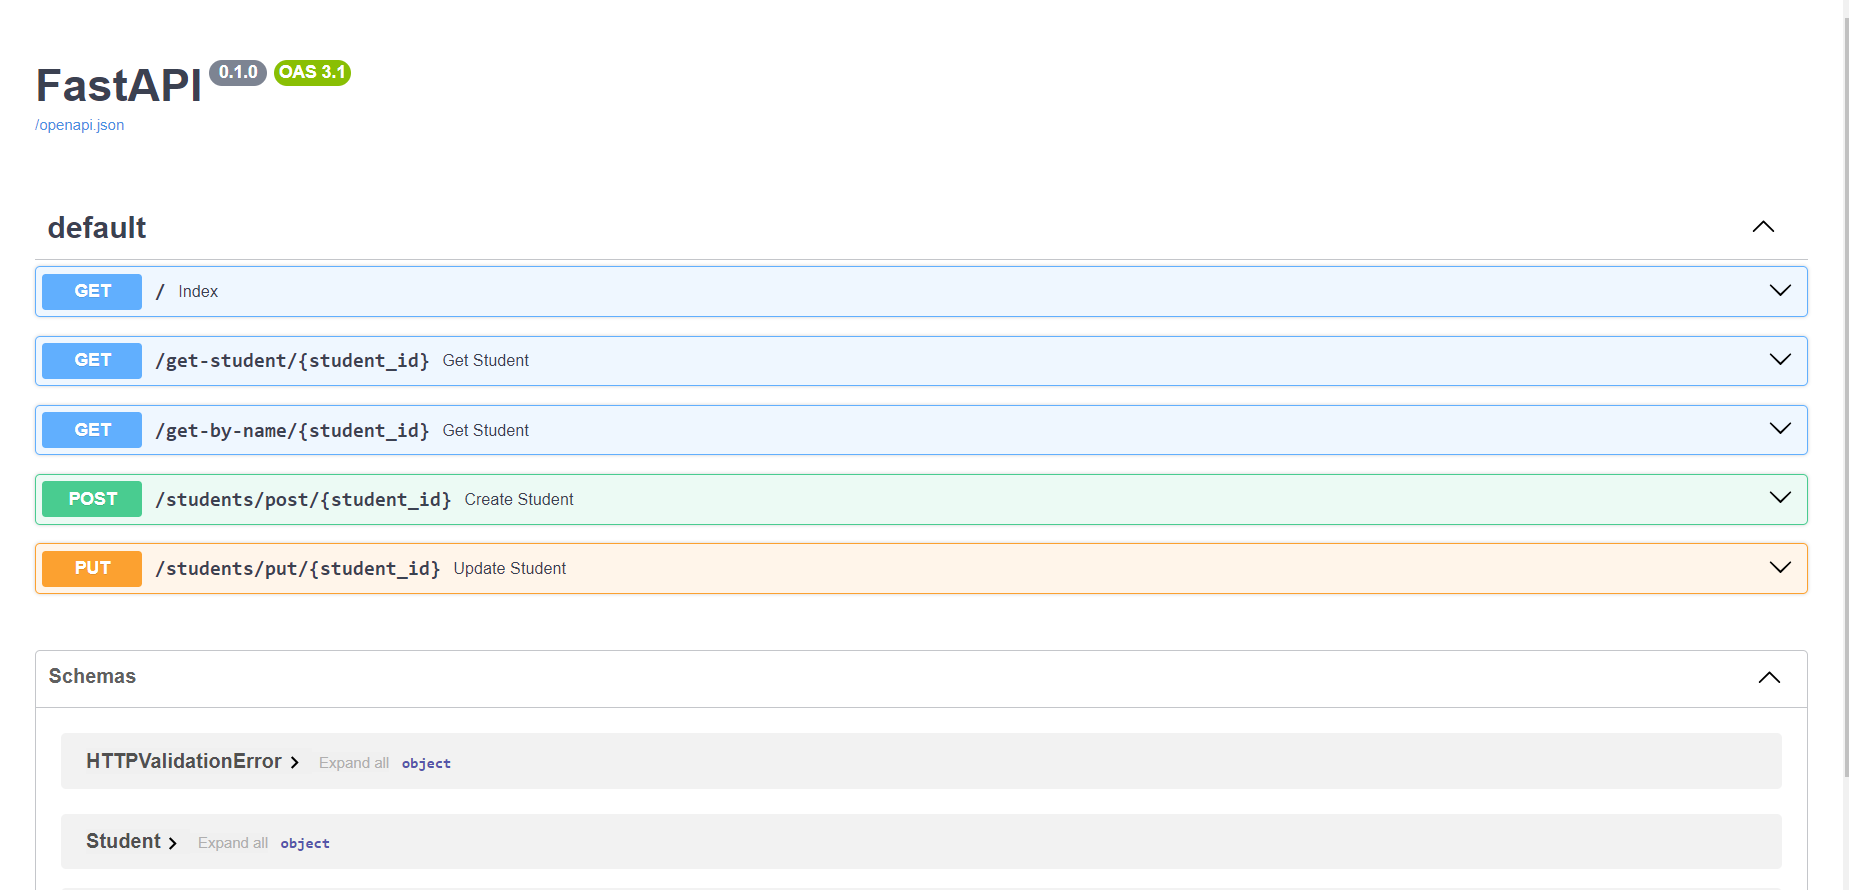 FastAPI 0.1.0 OAS 3.1
/openapi.json
default
GET / Index
GET /get-student/{student_id} Get Student
GET /get-by-name/{student_id} Get Student
POST /students/post/{student_id} Create Student
PUT /students/put/{student_id} Update Student
Schemas
HTTPValidationError Expand all object
Student Expand all object